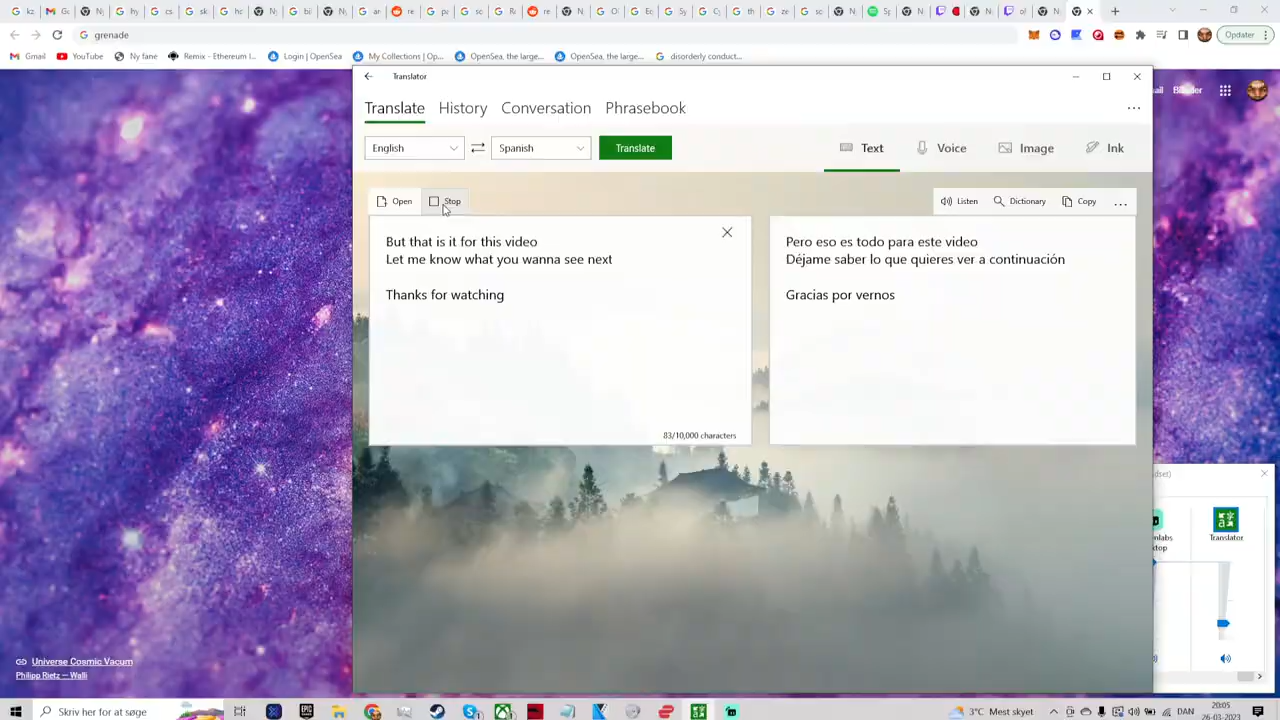 grenade
Opdater
Gmail
YouTube
Ny fane
Remix - Ethereum I...
Login | OpenSea
My Collections | Op...
OpenSea, the large...
OpenSea, the large...
disorderly conduct...
Translator
Translate History Conversation Phrasebook
English
Spanish
Translate
Text
Voice
Image
Ink
Open
Stop
Listen
Dictionary
Copy
But that is it for this video
Let me know what you wanna see next
Thanks for watching
83/10,000 characters
Pero eso es todo para este video
Déjame saber lo que quieres ver a continuación
Gracias por vernos
Translator
Universe Cosmic Vacum
Philipp Rietz — Walli
Skriv her for at søge
3°C Mest skyet
DAN
20:05
26-03-2023